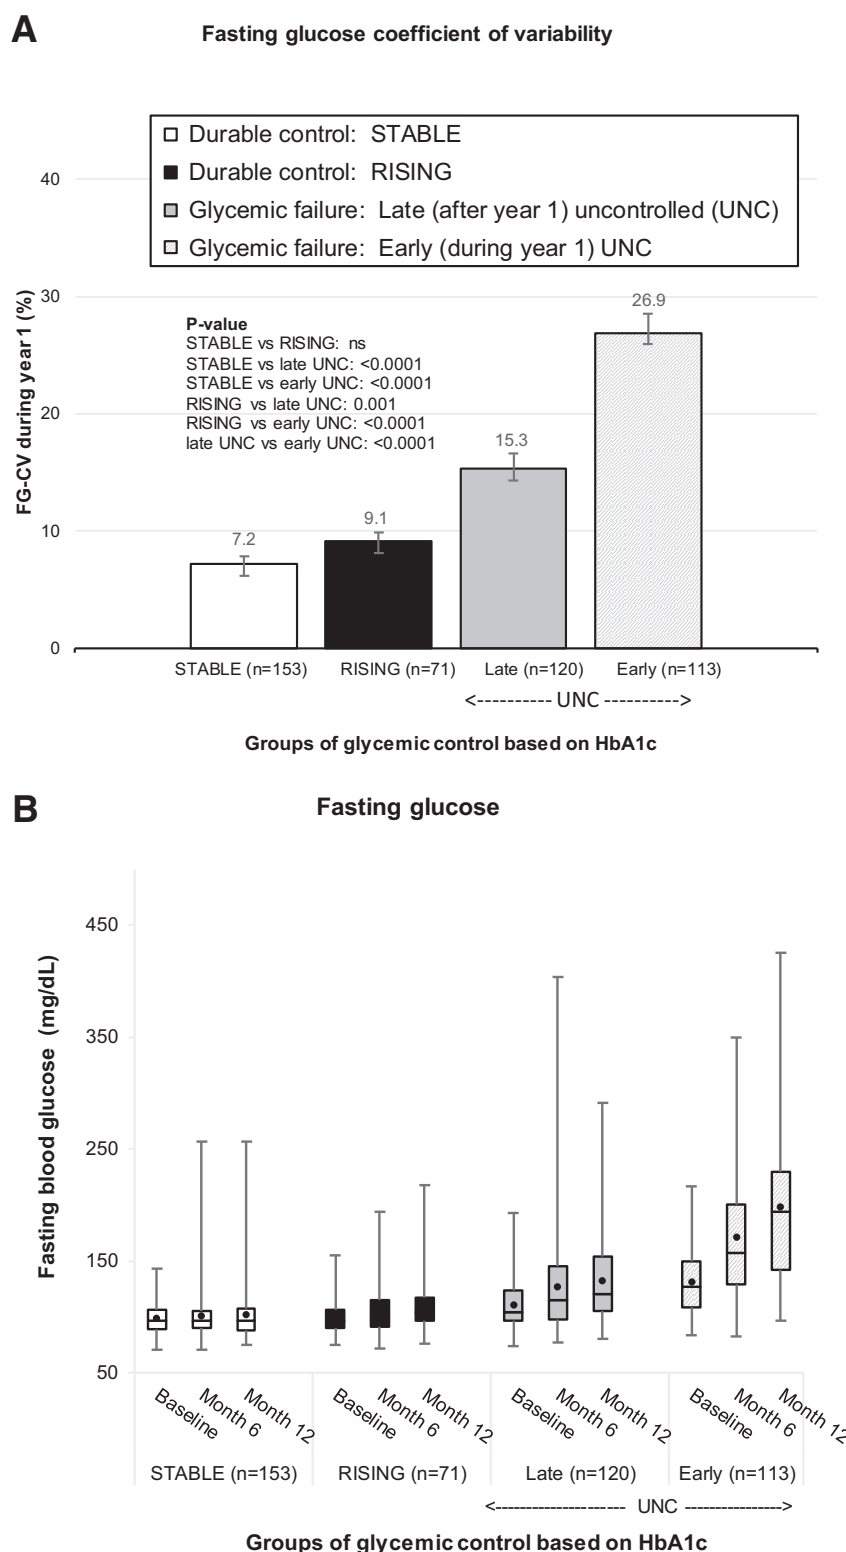 A
Fasting glucose coefficient of variability
Durable control: STABLE
Durable control: RISING
Glycemic failure: Late (after year 1) uncontrolled (UNC)
Glycemic failure: Early (during year 1) UNC
FG-CV during year 1 (%)
40
30
20
10
0
P-value
STABLE vs RISING: ns
STABLE vs late UNC: <0.0001
STABLE vs early UNC: <0.0001
RISING vs late UNC: 0.001
RISING vs early UNC: <0.0001
late UNC vs early UNC: <0.0001
7.2
9.1
15.3
26.9
STABLE (n=153) RISING (n=71) Late (n=120) Early (n=113)
<---------- UNC ---------->
Groups of glycemic control based on HbA1c
B
Fasting glucose
Fasting blood glucose (mg/dL)
450
350
250
150
50
Baseline
Month 6
Month 12
Baseline
Month 6
Month 12
Baseline
Month 6
Month 12
Baseline
Month 6
Month 12
STABLE (n=153) RISING (n=71) Late (n=120) Early (n=113)
<---------------------- UNC ----------------->
Groups of glycemic control based on HbA1c